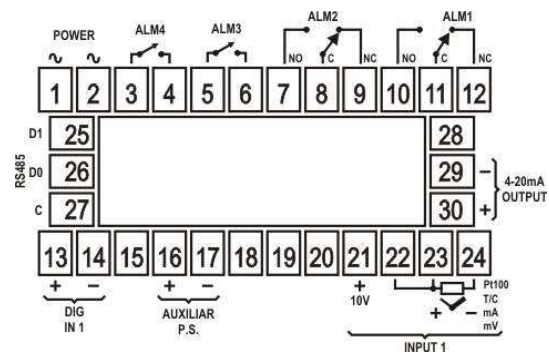 POWER ALM4 ALM3 ALM2 ALM1
~ ~ NO C NC NO C NC
1 2 3 4 5 6 7 8 9 10 11 12
D1 25 28
RS485
D0 26 29 −
4-20mA
OUTPUT
C 27 30 +
13 14 15 16 17 18 19 20 21 22 23 24
+ − + − +
10V
DIG
IN 1
AUXILIAR
P.S.
Pt100
T/C
+ − mA
mV
INPUT 1